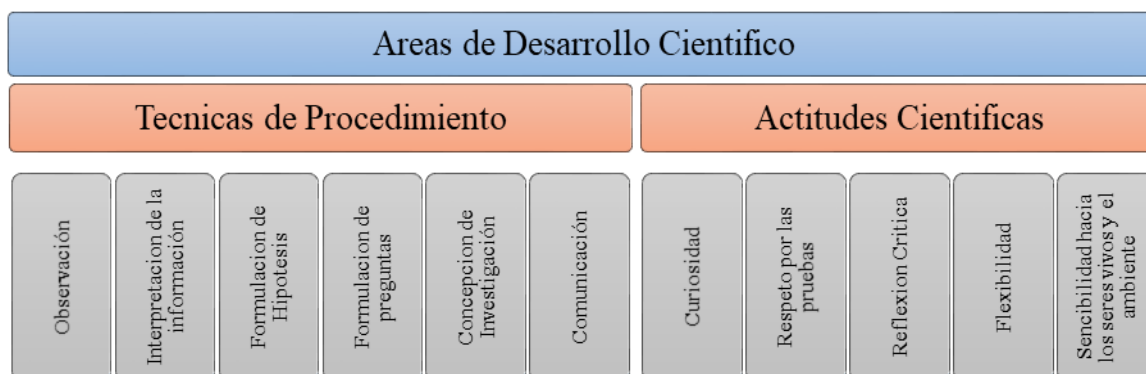 Areas de Desarrollo Cientifico
Tecnicas de Procedimiento
Actitudes Cientificas
Observación
Interpretacion de la
información
Formulacion de
Hipotesis
Formulacion de
preguntas
Concepcion de
Investigación
Comunicación
Curiosidad
Respeto por las
pruebas
Reflexion Critica
Flexibilidad
Sencibilidad hacia
los seres vivos y el
ambiente